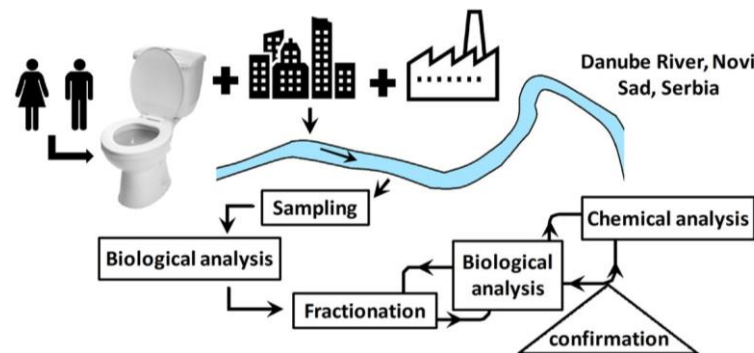 Danube River, Novi
Sad, Serbia
Sampling
Chemical analysis
Biological analysis
Biological
analysis
Fractionation
confirmation